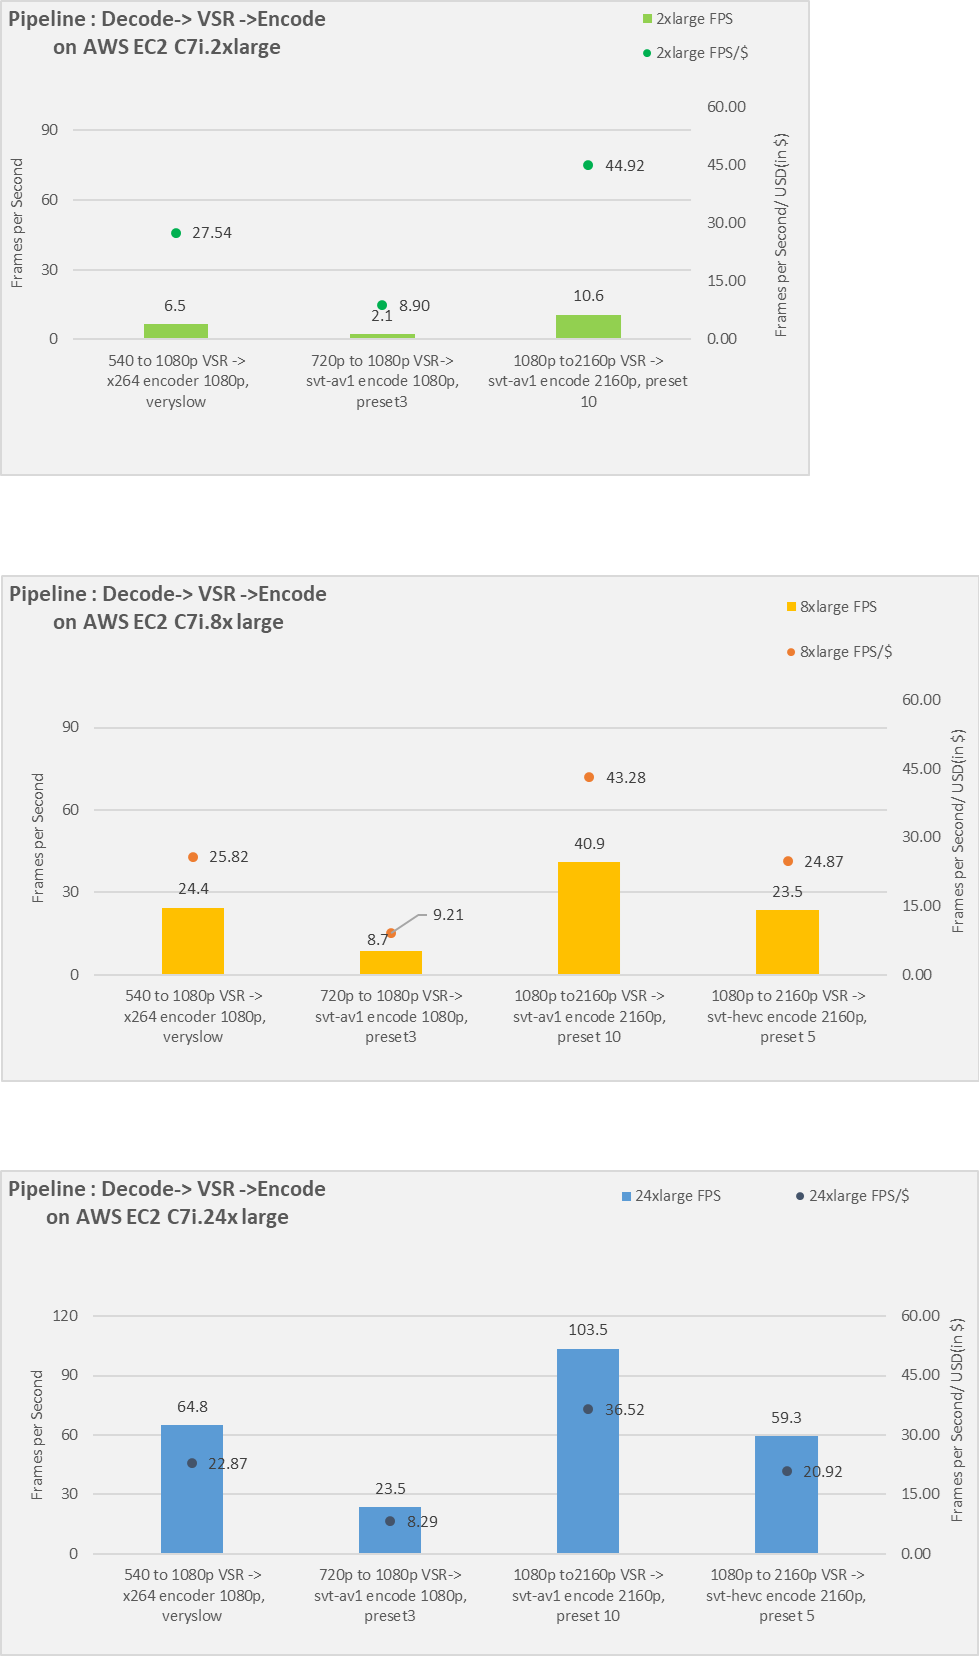 Pipeline : Decode-> VSR ->Encode
on AWS EC2 C7i.2xlarge
2xlarge FPS
2xlarge FPS/$
Frames per Second
90
60
30
0
60.00
45.00
30.00
15.00
0.00
Frames per Second/ USD(in $)
27.54
8.90
44.92
6.5
2.1
10.6
540 to 1080p VSR ->
x264 encoder 1080p,
veryslow
720p to 1080p VSR->
svt-av1 encode 1080p,
preset3
1080p to2160p VSR ->
svt-av1 encode 2160p, preset
10
Pipeline : Decode-> VSR ->Encode
on AWS EC2 C7i.8xlarge
8xlarge FPS
8xlarge FPS/$
Frames per Second
90
60
30
0
60.00
45.00
30.00
15.00
0.00
Frames per Second/ USD(in $)
25.82
9.21
43.28
24.87
24.4
8.7
40.9
23.5
540 to 1080p VSR ->
x264 encoder 1080p,
veryslow
720p to 1080p VSR->
svt-av1 encode 1080p,
preset3
1080p to2160p VSR ->
svt-av1 encode 2160p,
preset 10
1080p to 2160p VSR ->
svt-hevc encode 2160p,
preset 5
Pipeline : Decode-> VSR ->Encode
on AWS EC2 C7i.24xlarge
24xlarge FPS
24xlarge FPS/$
Frames per Second
120
90
60
30
0
60.00
45.00
30.00
15.00
0.00
Frames per Second/ USD(in $)
64.8
23.5
103.5
59.3
22.87
8.29
36.52
20.92
540 to 1080p VSR ->
x264 encoder 1080p,
veryslow
720p to 1080p VSR->
svt-av1 encode 1080p,
preset3
1080p to2160p VSR ->
svt-av1 encode 2160p,
preset 10
1080p to 2160p VSR ->
svt-hevc encode 2160p,
preset 5